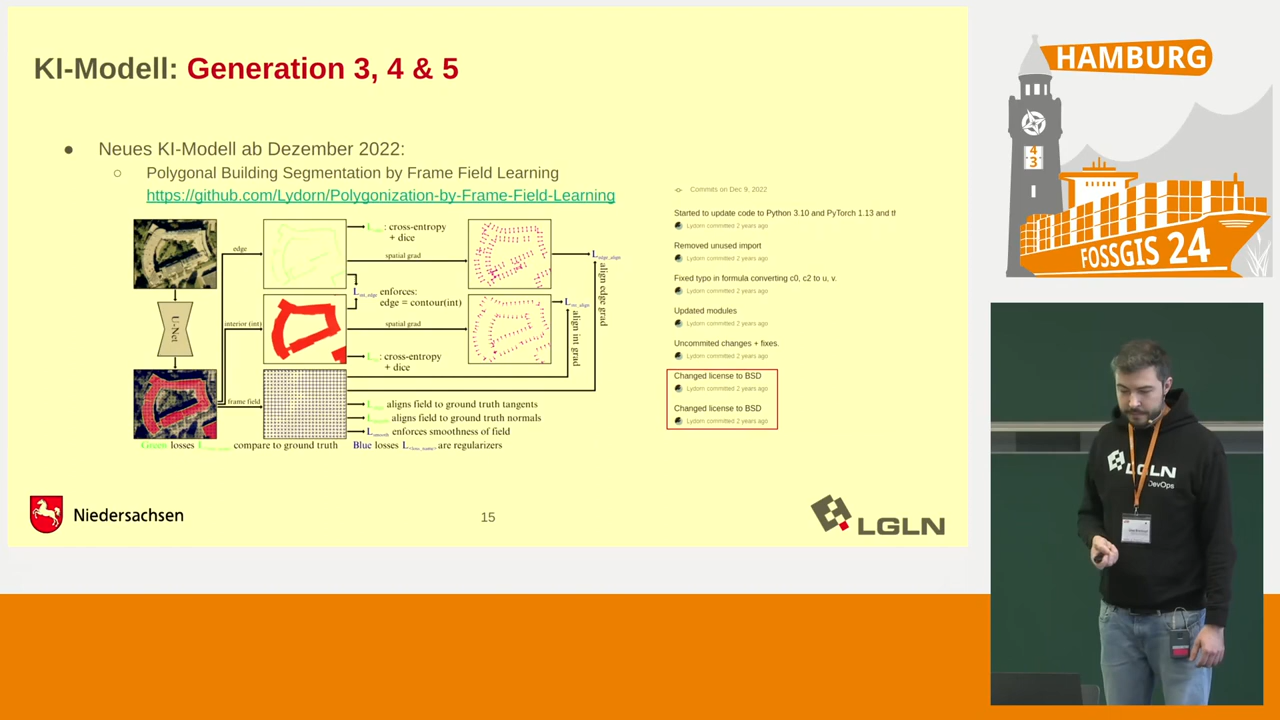 KI-Modell: Generation 3, 4 & 5
● Neues KI-Modell ab Dezember 2022:
○ Polygonal Building Segmentation by Frame Field Learning
https://github.com/Lydorn/Polygonization-by-Frame-Field-Learning
edge
: cross-entropy
+ dice
spatial grad
L
enforces:
edge = contour(int)
U-Net
interior (int)
spatial grad
: cross-entropy
+ dice
align edge grad
align int grad
frame field
aligns field to ground truth tangents
aligns field to ground truth normals
enforces smoothness of field
Green losses
compare to ground truth
Blue losses
are regularizers
Commits on Dec 9, 2022
Started to update code to Python 3.10 and PyTorch 1.13 and tf
Lydorn committed 2 years ago
Removed unused import
Lydorn committed 2 years ago
Fixed typo in formula converting c0, c2 to u, v.
Lydorn committed 2 years ago
Updated modules
Lydorn committed 2 years ago
Uncommited changes + fixes.
Lydorn committed 2 years ago
Changed license to BSD
Lydorn committed 2 years ago
Changed license to BSD
Lydorn committed 2 years ago
Niedersachsen
15
LGLN
HAMBURG
4
3
FOSSGIS 24
LGLN
DevOps